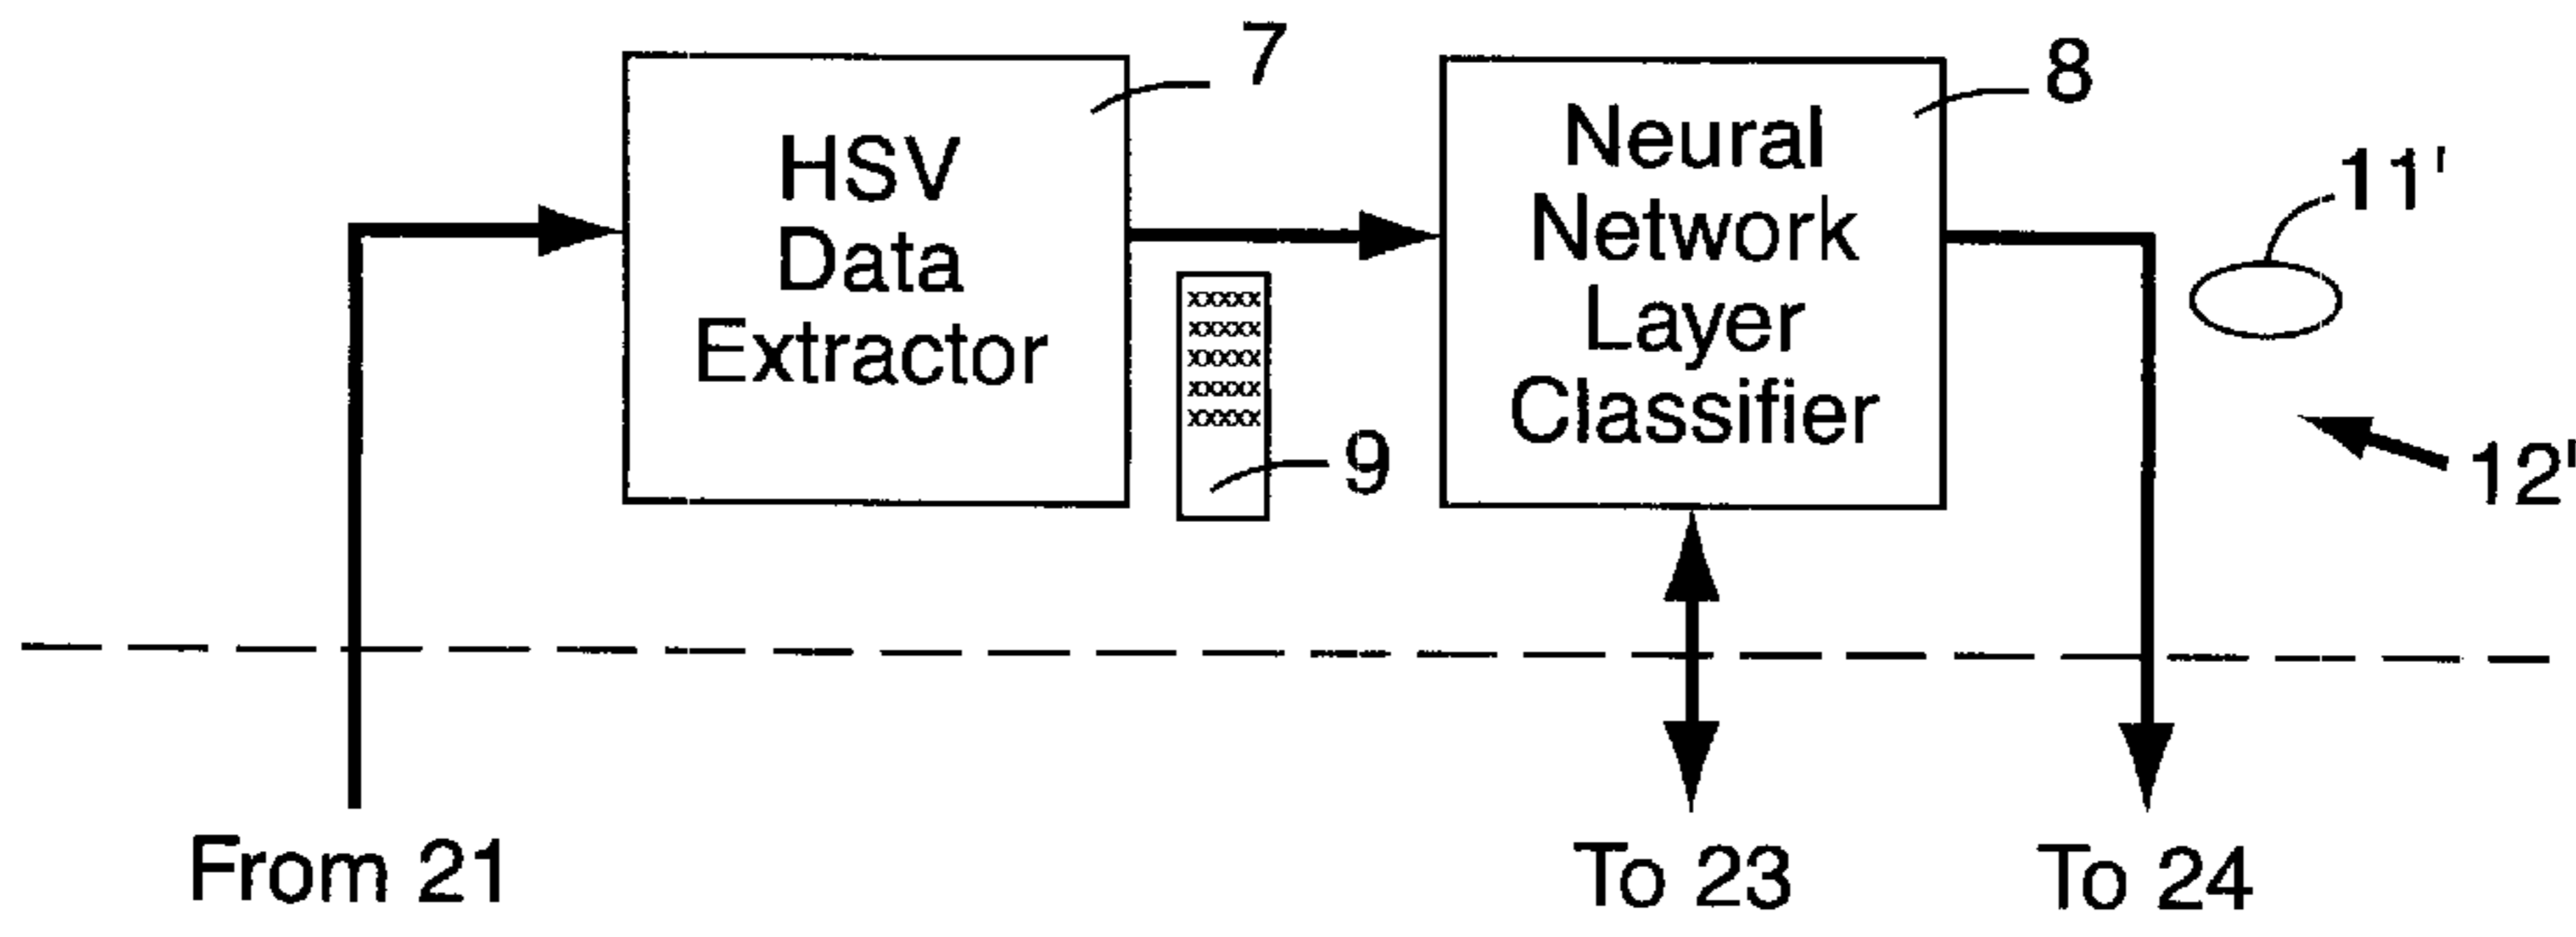 7
HSV
Data
Extractor
xxxxx
xxxxx
xxxxx
xxxxx
xxxxx
9
8
Neural
Network
Layer
Classifier
11'
12'
From 21
To 23
To 24